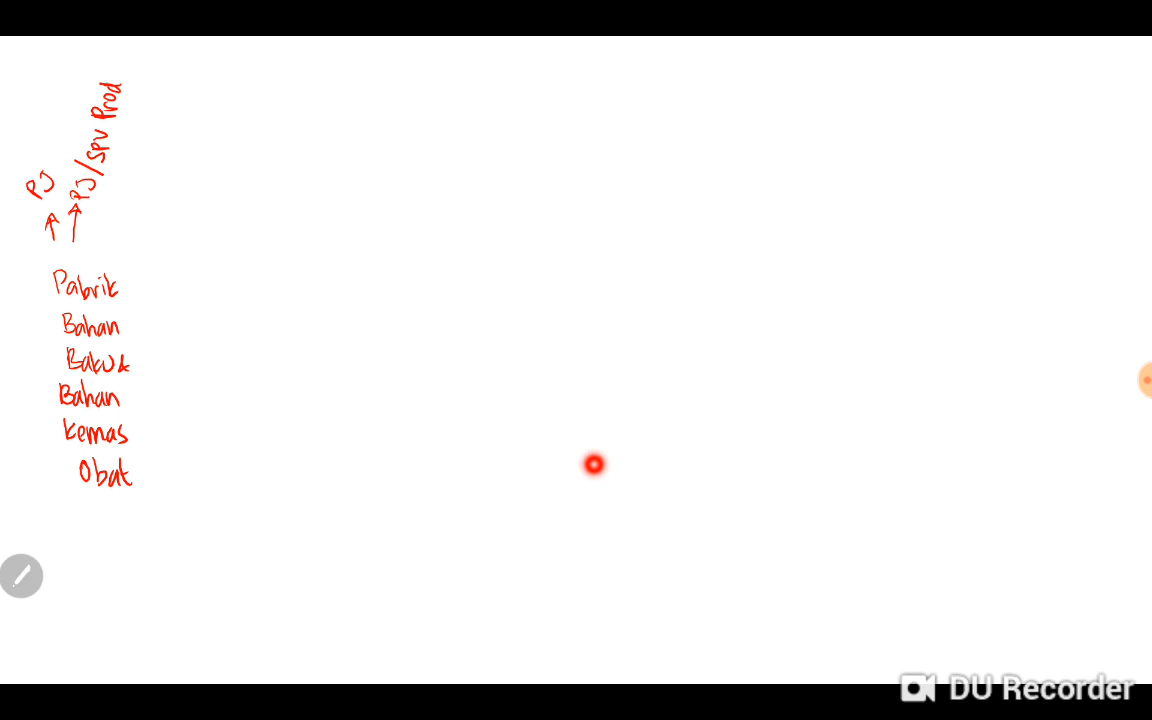 PJ
PJ/SPV Prod
Pabrik
Bahan
Baku &
Bahan
kemas
Obat
DU Recorder